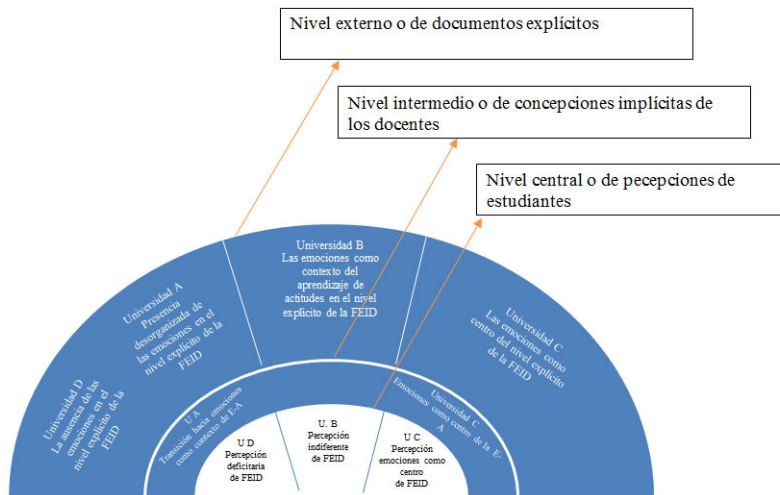 Nivel externo o de documentos explícitos
Nivel intermedio o de concepciones implícitas de
los docentes
Nivel central o de pecepciones de
estudiantes
Universidad D
La ausencia de las
emociones en el
nivel explícito de la
FEID
Universidad A
Presencia
desorganizada de
las emociones en el
nivel explícito de la
FEID
Universidad B
Las emociones como
contexto del
aprendizaje de
actitudes en el nivel
explícito de la FEID
Universidad C
Las emociones como
centro del nivel explícito
de la FEID
U A
Transición hacia emociones
como contexto de E-A
Universidad C
Emociones como centro de la E-
A
U D
Percepción
deficitaria
de FEID
U. B
Percepción
indiferente
de FEID
U C
Percepción
emociones como
centro
de FEID